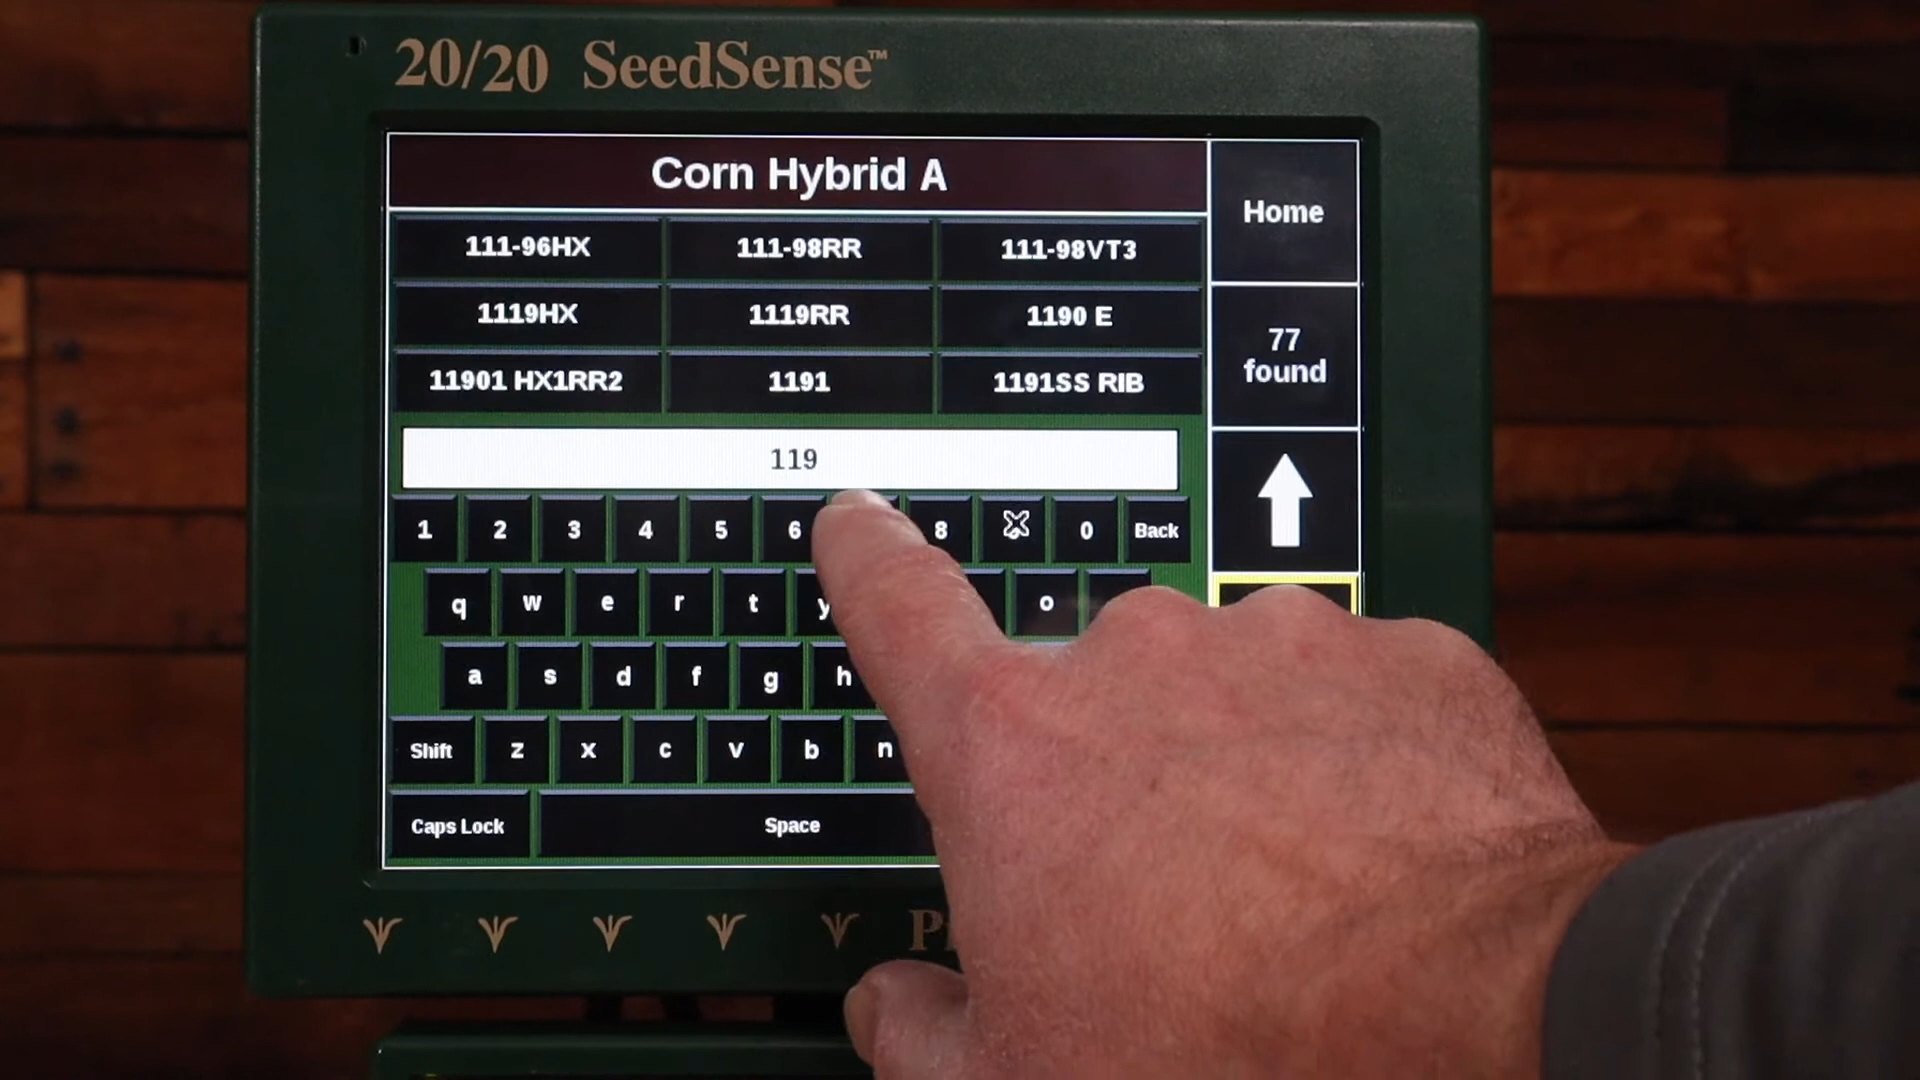 20/20 SeedSense™
Corn Hybrid A
Home
111-96HX 111-98RR 111-98VT3
1119HX 1119RR 1190 E
77 found
11901 HX1RR2 1191 1191SS RIB
119
1 2 3 4 5 6 8 0 Back
q w e r t y o
a s d f g h
Shift z x c v b n
Caps Lock Space